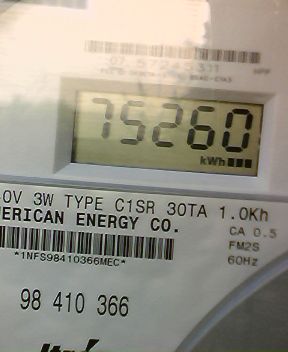 75260
kWh
0V 3W TYPE C1SR 30TA 1.0Kh
ERICAN ENERGY CO.
CA 0.5
FM2S
*1NFS98410366MEC*
60Hz
98 410 366